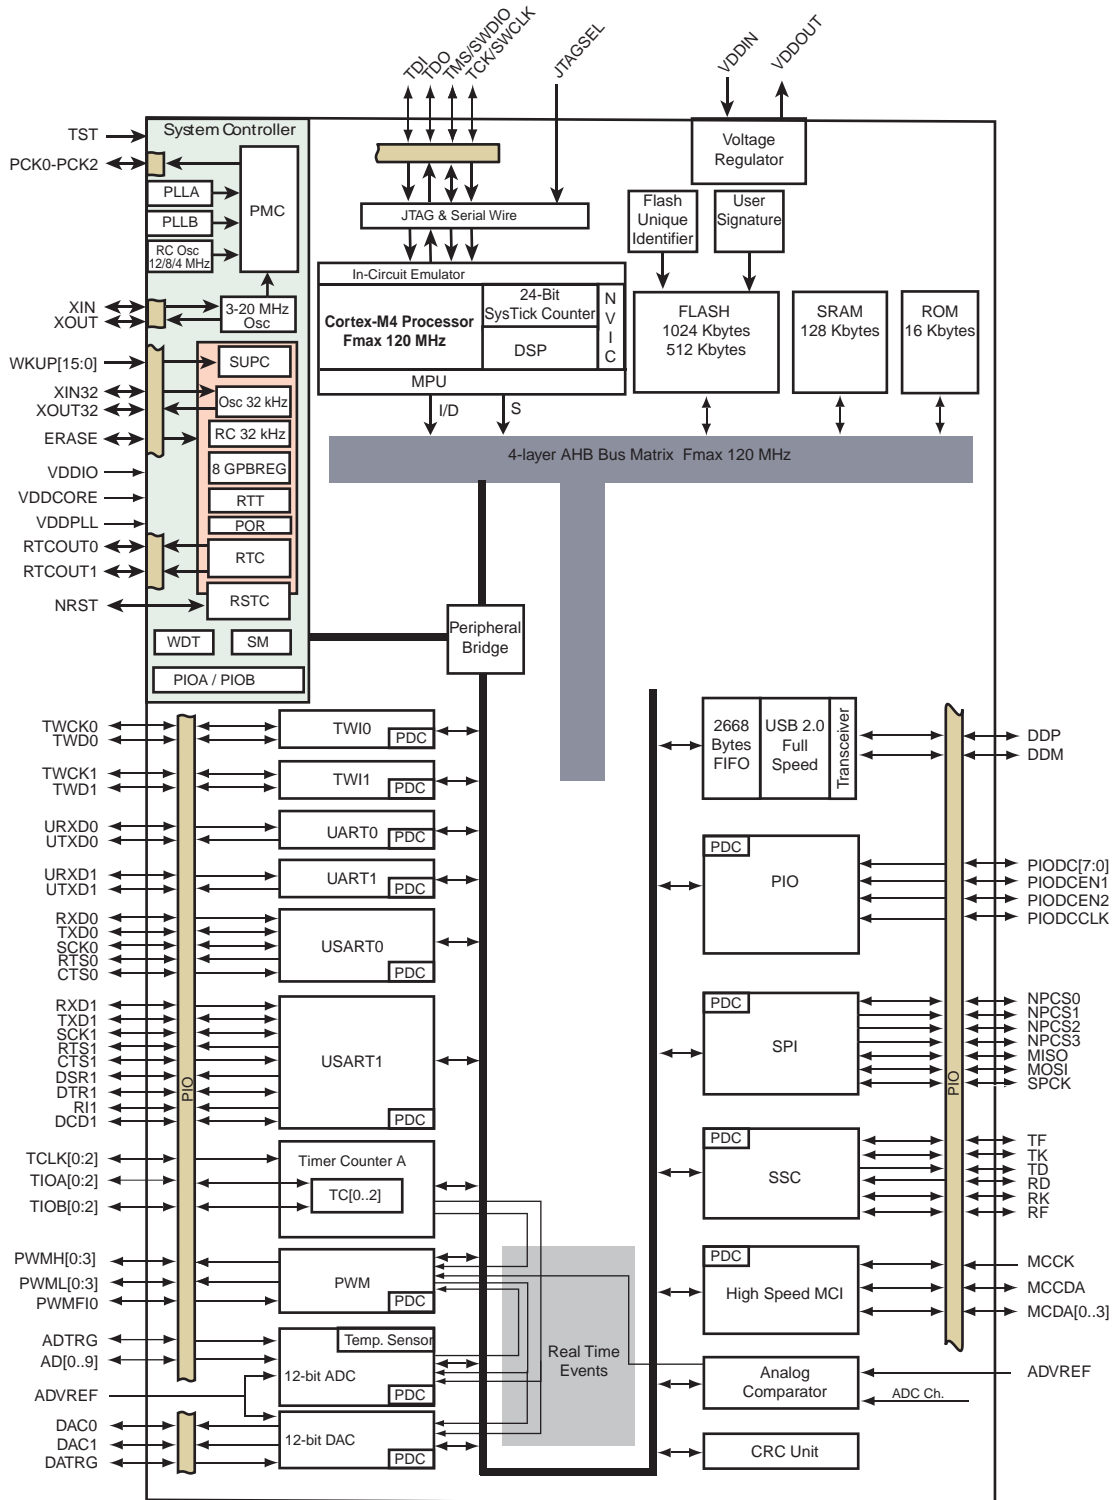 TDI
TDO
TMS/SWDIO
TCK/SWCLK
JTAGSEL
VDDIN
VDDOUT
System Controller
TST
PCK0-PCK2
PLLA
PLLB
RC Osc
12/8/4 MHz
PMC
XIN
XOUT
3-20 MHz
Osc
WKUP[15:0]
SUPC
XIN32
XOUT32
Osc 32 kHz
ERASE
RC 32 kHz
VDDIO
8 GPBREG
VDDCORE
RTT
VDDPLL
POR
RTCOUT0
RTCOUT1
RTC
NRST
RSTC
WDT
SM
PIOA / PIOB
Voltage
Regulator
JTAG & Serial Wire
Flash
Unique
Identifier
User
Signature
In-Circuit Emulator
Cortex-M4 Processor
Fmax 120 MHz
24-Bit
SysTick Counter
DSP
N
V
I
C
MPU
FLASH
1024 Kbytes
512 Kbytes
SRAM
128 Kbytes
ROM
16 Kbytes
I/D
S
4-layer AHB Bus Matrix Fmax 120 MHz
Peripheral
Bridge
TWCK0
TWD0
TWI0
PDC
TWCK1
TWD1
TWI1
PDC
URXD0
UTXD0
UART0
PDC
URXD1
UTXD1
UART1
PDC
RXD0
TXD0
SCK0
RTS0
CTS0
USART0
PDC
RXD1
TXD1
SCK1
RTS1
CTS1
DSR1
DTR1
RI1
DCD1
PIO
USART1
PDC
TCLK[0:2]
TIOA[0:2]
TIOB[0:2]
Timer Counter A
TC[0..2]
PWMH[0:3]
PWML[0:3]
PWMFI0
PWM
PDC
ADTRG
AD[0..9]
ADVREF
Temp. Sensor
12-bit ADC
PDC
DAC0
DAC1
DATRG
12-bit DAC
PDC
Real Time
Events
2668
Bytes
FIFO
USB 2.0
Full
Speed
Transceiver
DDP
DDM
PDC
PIO
PIODC[7:0]
PIODCEN1
PIODCEN2
PIODCCLK
PDC
SPI
NPCS0
NPCS1
NPCS2
NPCS3
MISO
MOSI
SPCK
PIO
PDC
SSC
TF
TK
TD
RD
RK
RF
PDC
High Speed MCI
MCCK
MCCDA
MCDA[0..3]
Analog
Comparator
ADVREF
ADC Ch.
CRC Unit